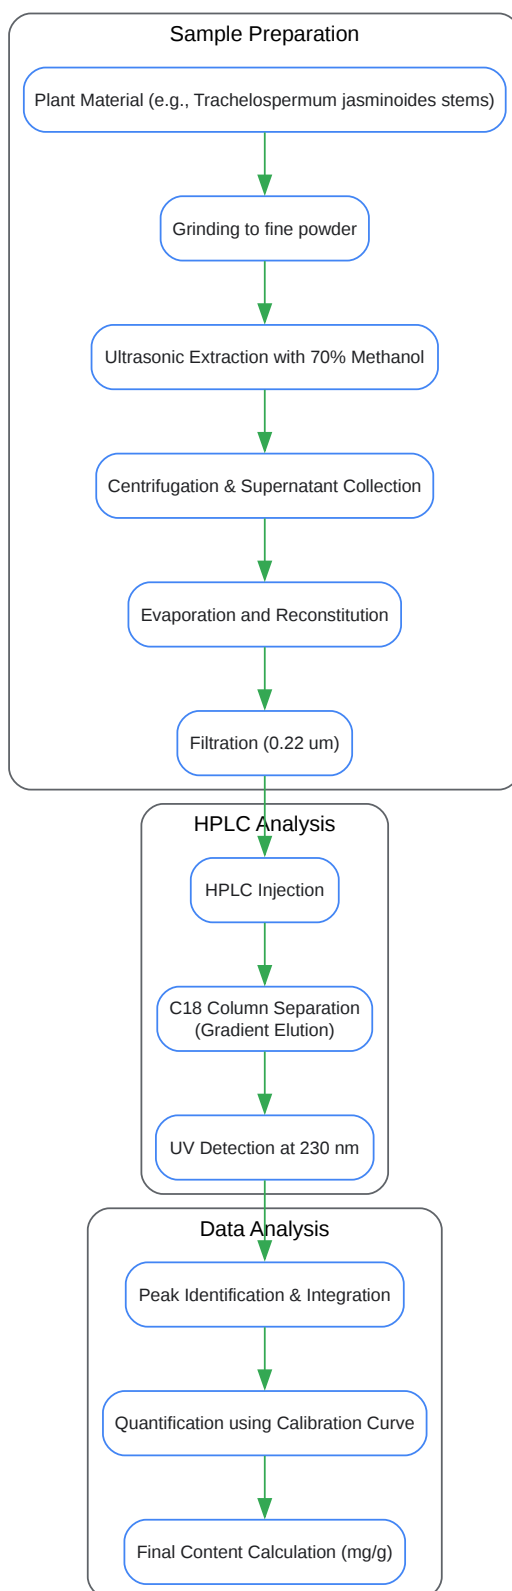 Sample Preparation
Plant Material (e.g., Trachelospermum jasminoides stems)
Grinding to fine powder
Ultrasonic Extraction with 70% Methanol
Centrifugation & Supernatant Collection
Evaporation and Reconstitution
Filtration (0.22 um)
HPLC Analysis
HPLC Injection
C18 Column Separation
(Gradient Elution)
UV Detection at 230 nm
Data Analysis
Peak Identification & Integration
Quantification using Calibration Curve
Final Content Calculation (mg/g)